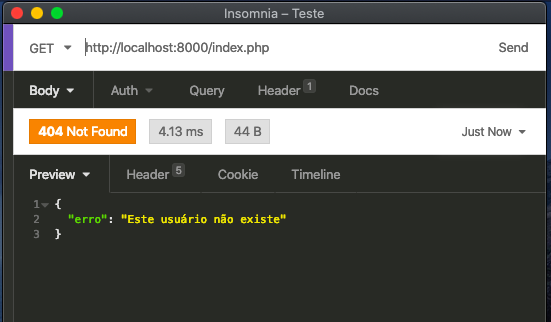 Insomnia – Teste
GET http://localhost:8000/index.php Send
Body Auth Query Header 1 Docs
404 Not Found 4.13 ms 44 B Just Now
Preview Header 5 Cookie Timeline
1 {
2 "erro": "Este usuário não existe"
3 }